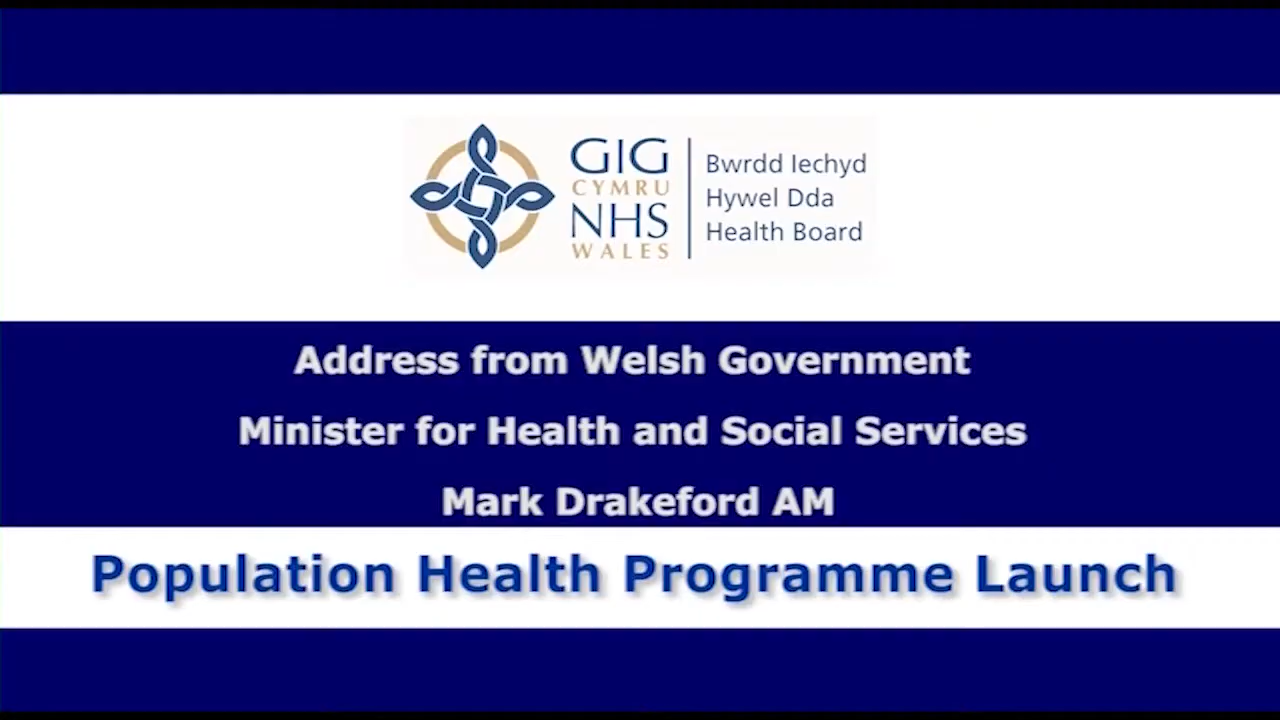 GIG
CYMRU
NHS
WALES
Bwrdd Iechyd
Hywel Dda
Health Board
Address from Welsh Government
Minister for Health and Social Services
Mark Drakeford AM
Population Health Programme Launch